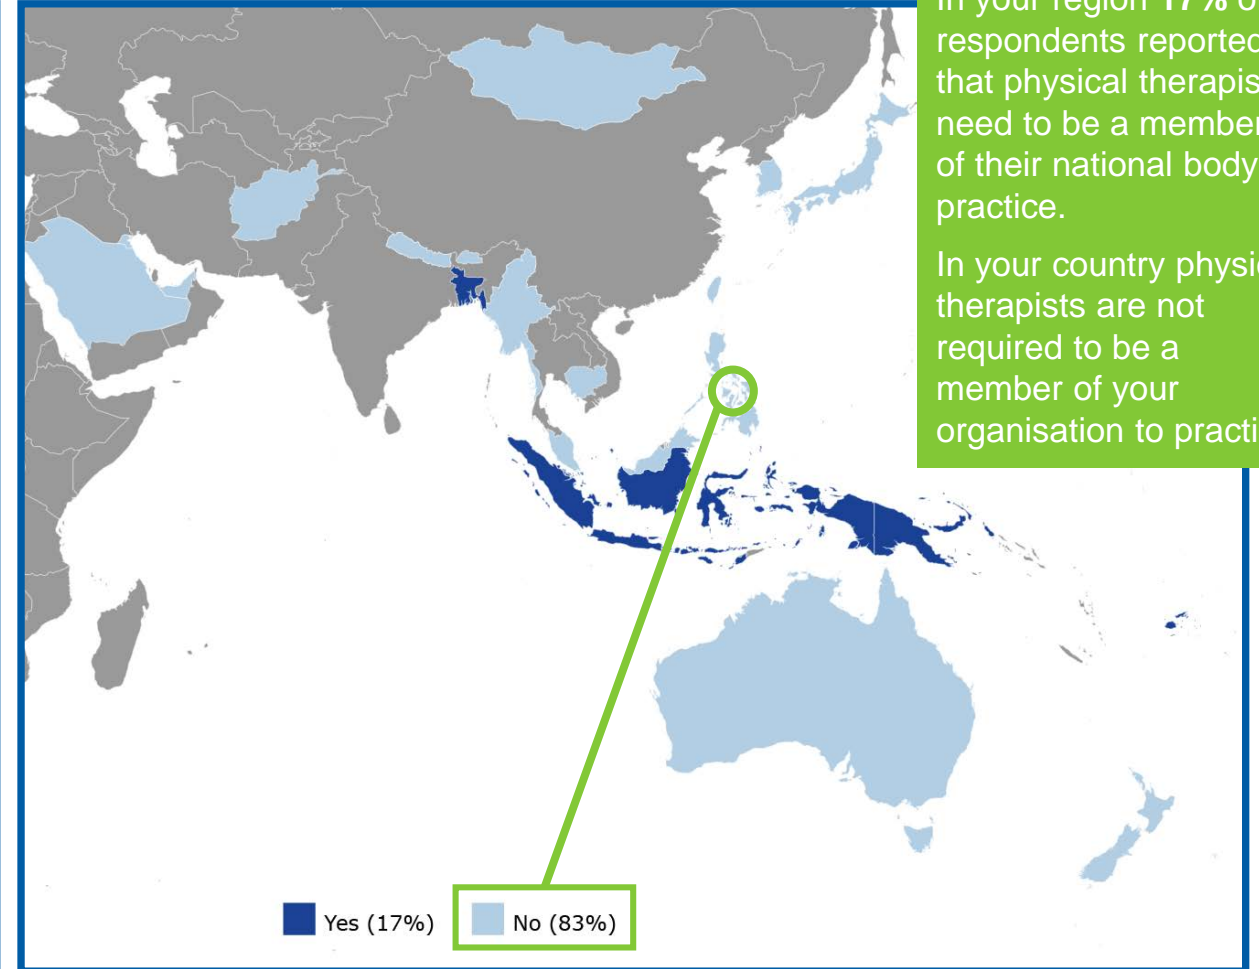 In your region 17% o
respondents reported
that physical therapis
need to be a member
of their national body
practice.
In your country physi
therapists are not
required to be a
member of your
organisation to practi
Yes (17%)
No (83%)